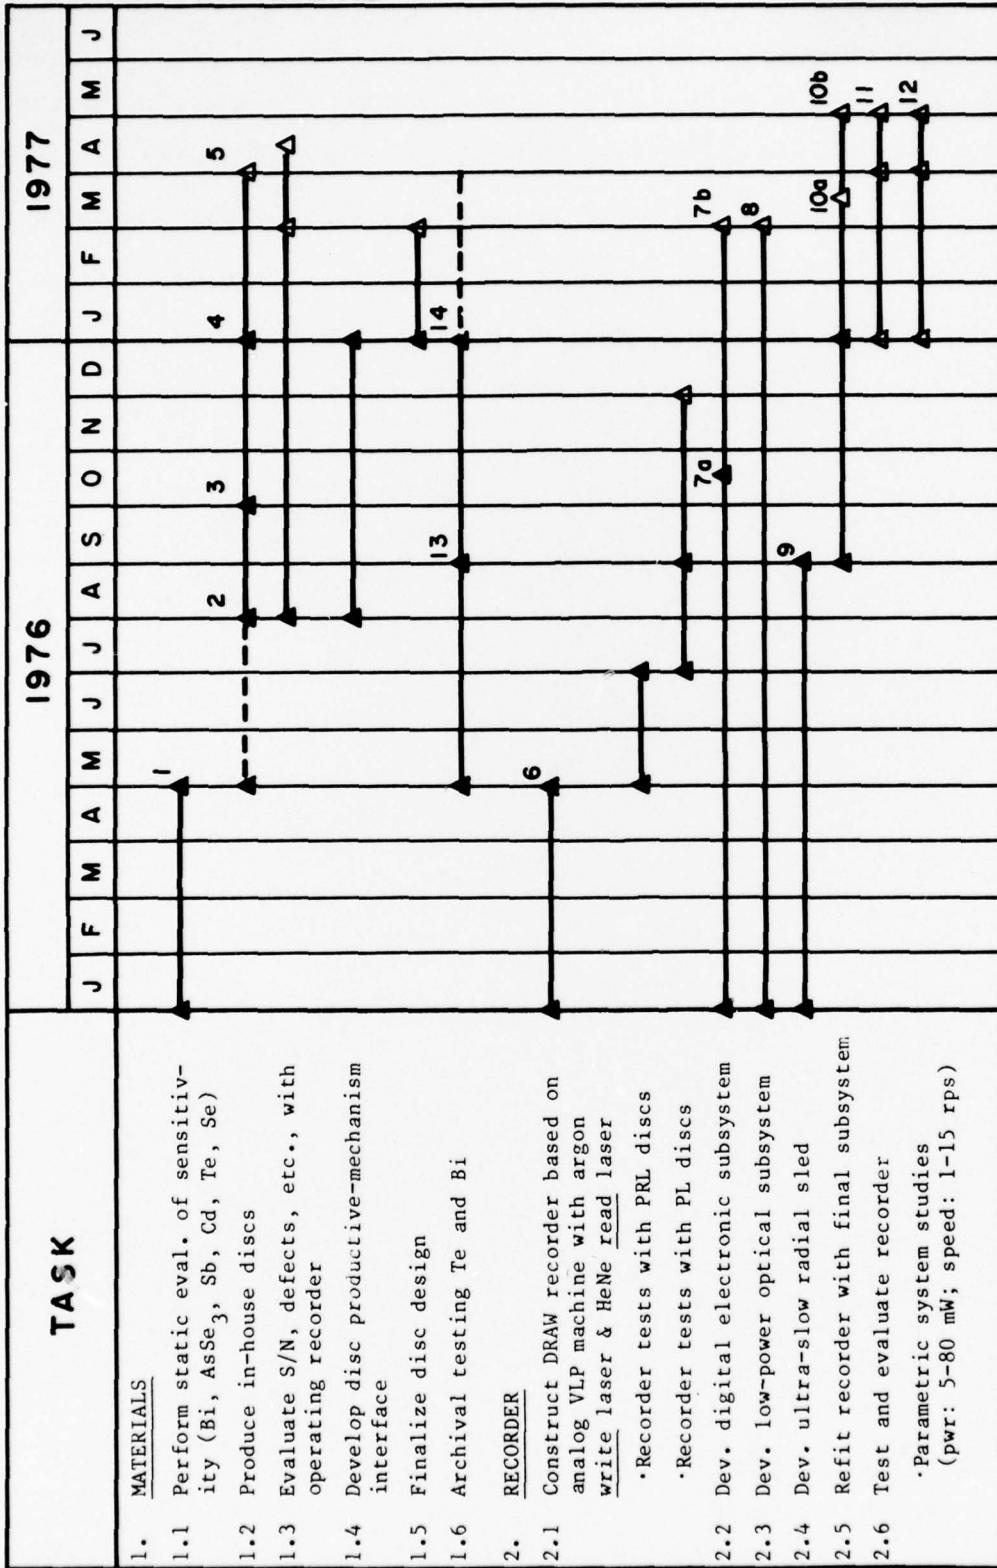 TASK
1976
1977
J F M A M J J A S O N D J F M A M J
1. MATERIALS
1.1 Perform static eval. of sensitiv-
ity (Bi, AsSe3, Sb, Cd, Te, Se)
1
1.2 Produce in-house discs
2 3 4 5
1.3 Evaluate S/N, defects, etc., with
operating recorder
1.4 Develop disc productive-mechanism
interface
1.5 Finalize disc design
1.6 Archival testing Te and Bi
13 14
2. RECORDER
2.1 Construct DRAW recorder based on
analog VLP machine with argon
write laser & HeNe read laser
6
·Recorder tests with PRL discs
·Recorder tests with PL discs
2.2 Dev. digital electronic subsystem
7a 7b
2.3 Dev. low-power optical subsystem
8
2.4 Dev. ultra-slow radial sled
9
2.5 Refit recorder with final subsystem
10a 10b
2.6 Test and evaluate recorder
11
·Parametric system studies
(pwr: 5-80 mW; speed: 1-15 rps)
12